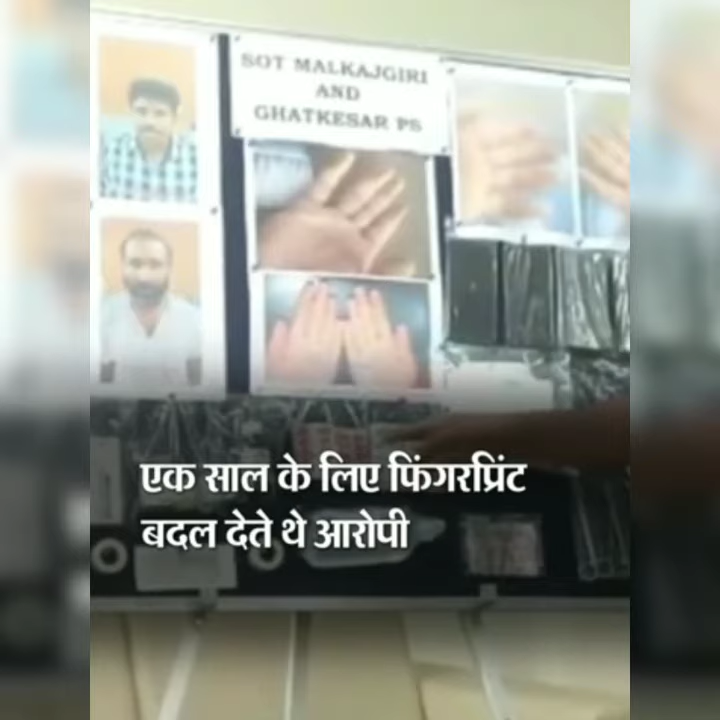 SOT MALKAJGIRI
AND
GHATKESAR PS
एक साल के लिए फिंगरप्रिंट
बदल देते थे आरोपी